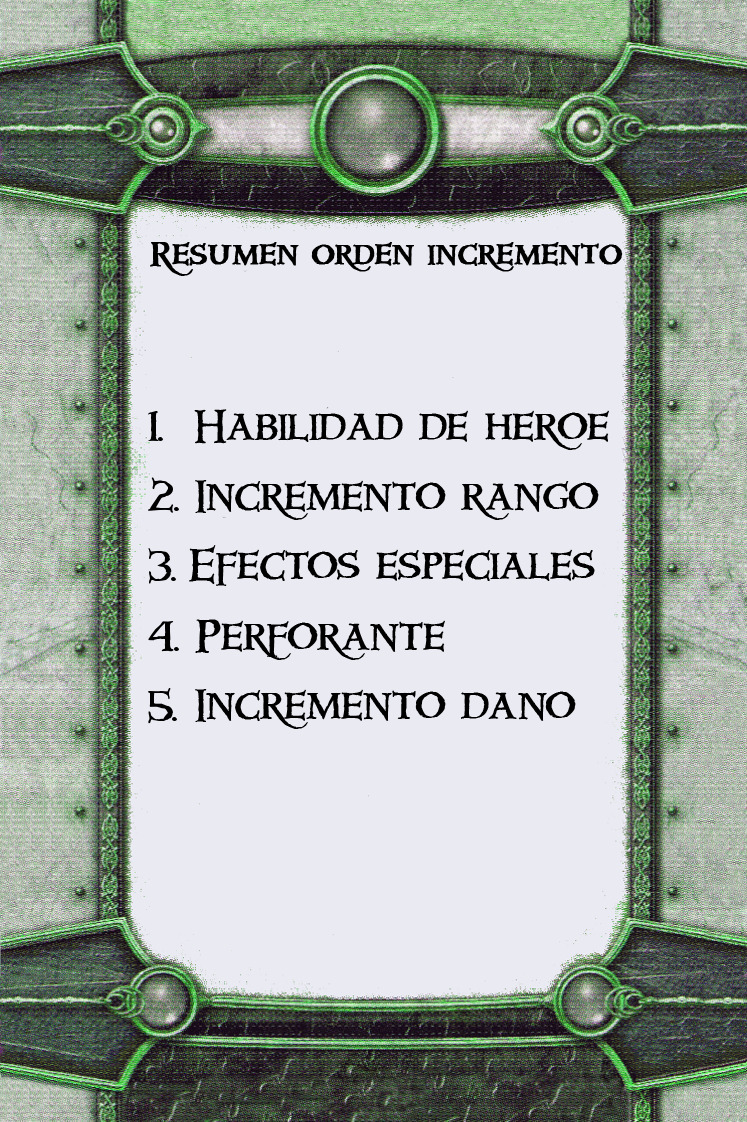 Resumen orden incremento
1. Habilidad de heroe
2. Incremento rango
3. Efectos especiales
4. Perforante
5. Incremento dano